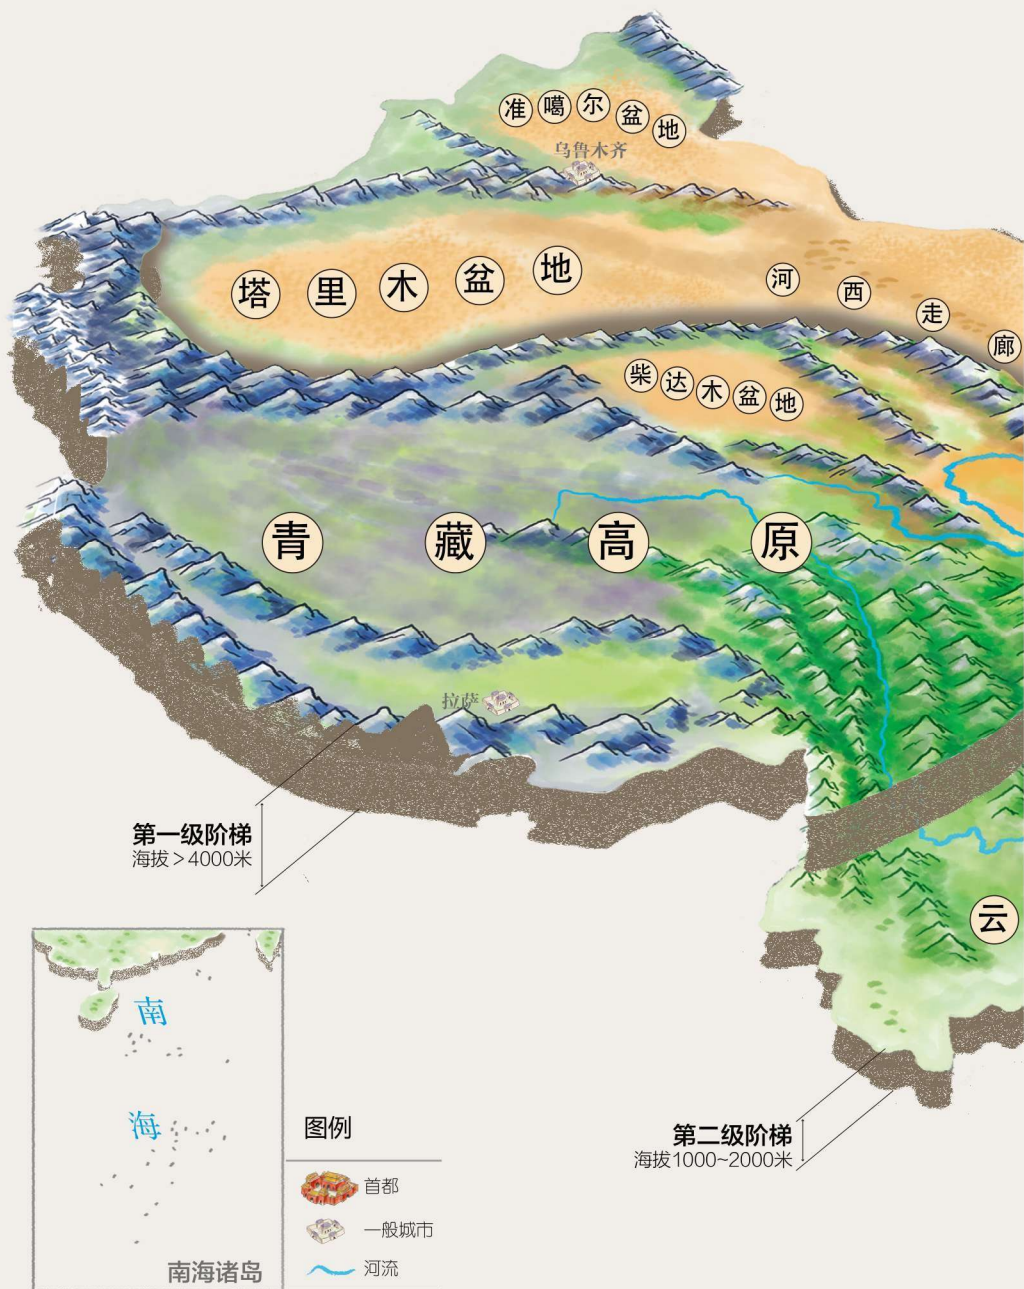 准噶尔盆地
乌鲁木齐
塔里木盆地
河西走廊
柴达木盆地
青藏高原
拉萨
第一级阶梯
海拔>4000米
云
南海
图例
第二级阶梯
海拔1000~2000米
首都
一般城市
河流
南海诸岛